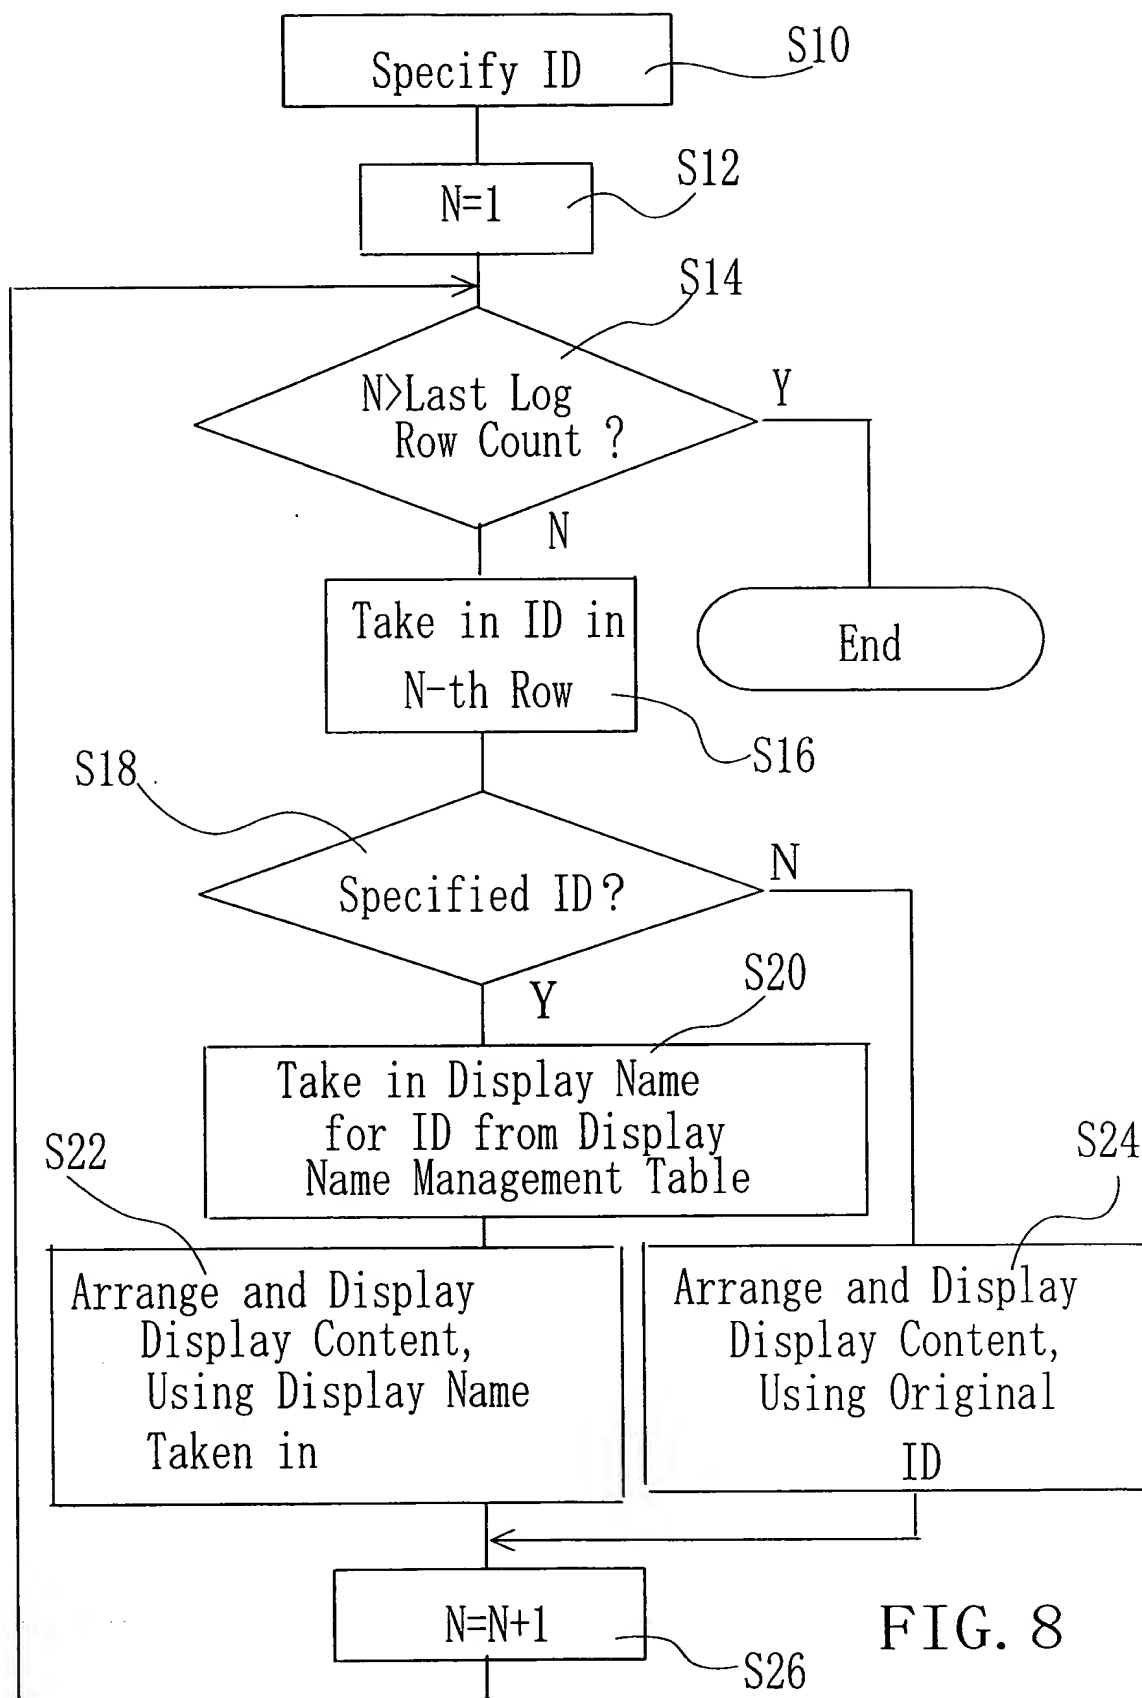 Specify ID
S10
N=1
S12
S14
N>Last Log
Row Count ?
Y
N
Take in ID in
N-th Row
End
S16
S18
Specified ID?
N
Y
S20
Take in Display Name
for ID from Display
Name Management Table
S22
S24
Arrange and Display
Display Content,
Using Display Name
Taken in
Arrange and Display
Display Content,
Using Original
ID
N=N+1
S26
FIG. 8